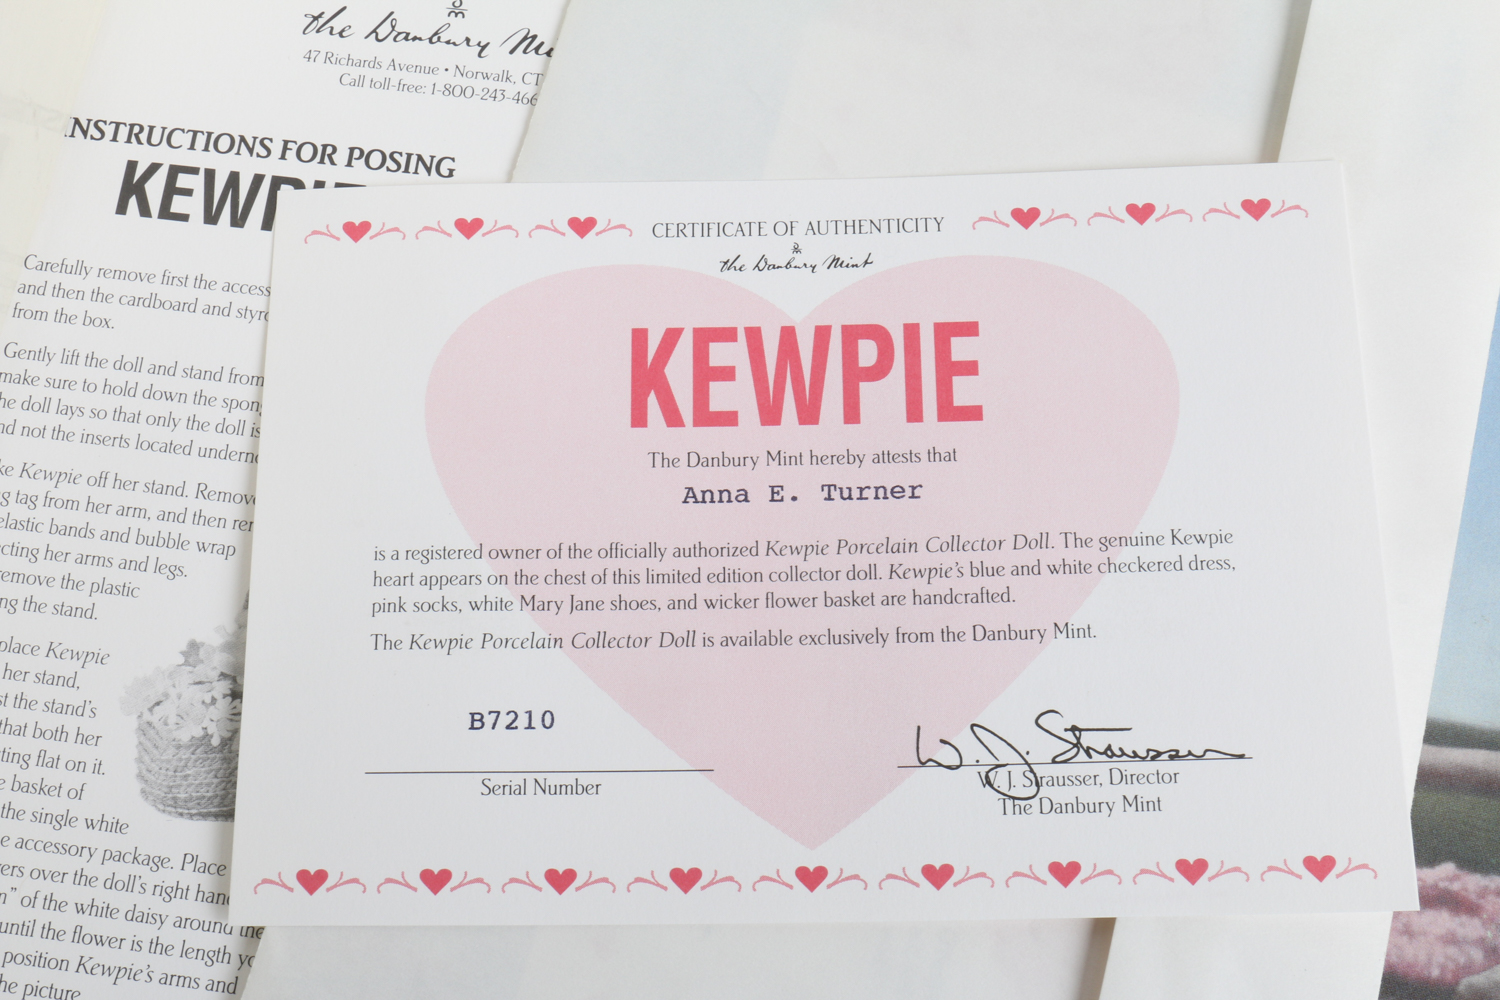 the Danbury
47 Richards Avenue • Norwalk, CT
Call toll-free: 1-800-243-466
INSTRUCTIONS FOR POSING
KEWPIE
Carefully remove first the access
and then the cardboard and styro
from the box.
Gently lift the doll and stand from
make sure to hold down the spon
he doll lays so that only the doll is
nd not the inserts located undern
ke Kewpie off her stand. Remove
g tag from her arm, and then rem
elastic bands and bubble wrap
cting her arms and legs.
emove the plastic
ng the stand.
place Kewpie
her stand,
st the stand's
that both her
ting flat on it.
e basket of
the single white
e accessory package. Place
ers over the doll's right hand
n" of the white daisy around the
until the flower is the length yo
position Kewpie's arms and
he picture
CERTIFICATE OF AUTHENTICITY
the Danbury Mint
KEWPIE
The Danbury Mint hereby attests that
Anna E. Turner
is a registered owner of the officially authorized Kewpie Porcelain Collector Doll. The genuine Kewpie
heart appears on the chest of this limited edition collector doll. Kewpie's blue and white checkered dress,
pink socks, white Mary Jane shoes, and wicker flower basket are handcrafted.
The Kewpie Porcelain Collector Doll is available exclusively from the Danbury Mint.
B7210
Serial Number
W. J. Strausser
W. J. Strausser, Director
The Danbury Mint